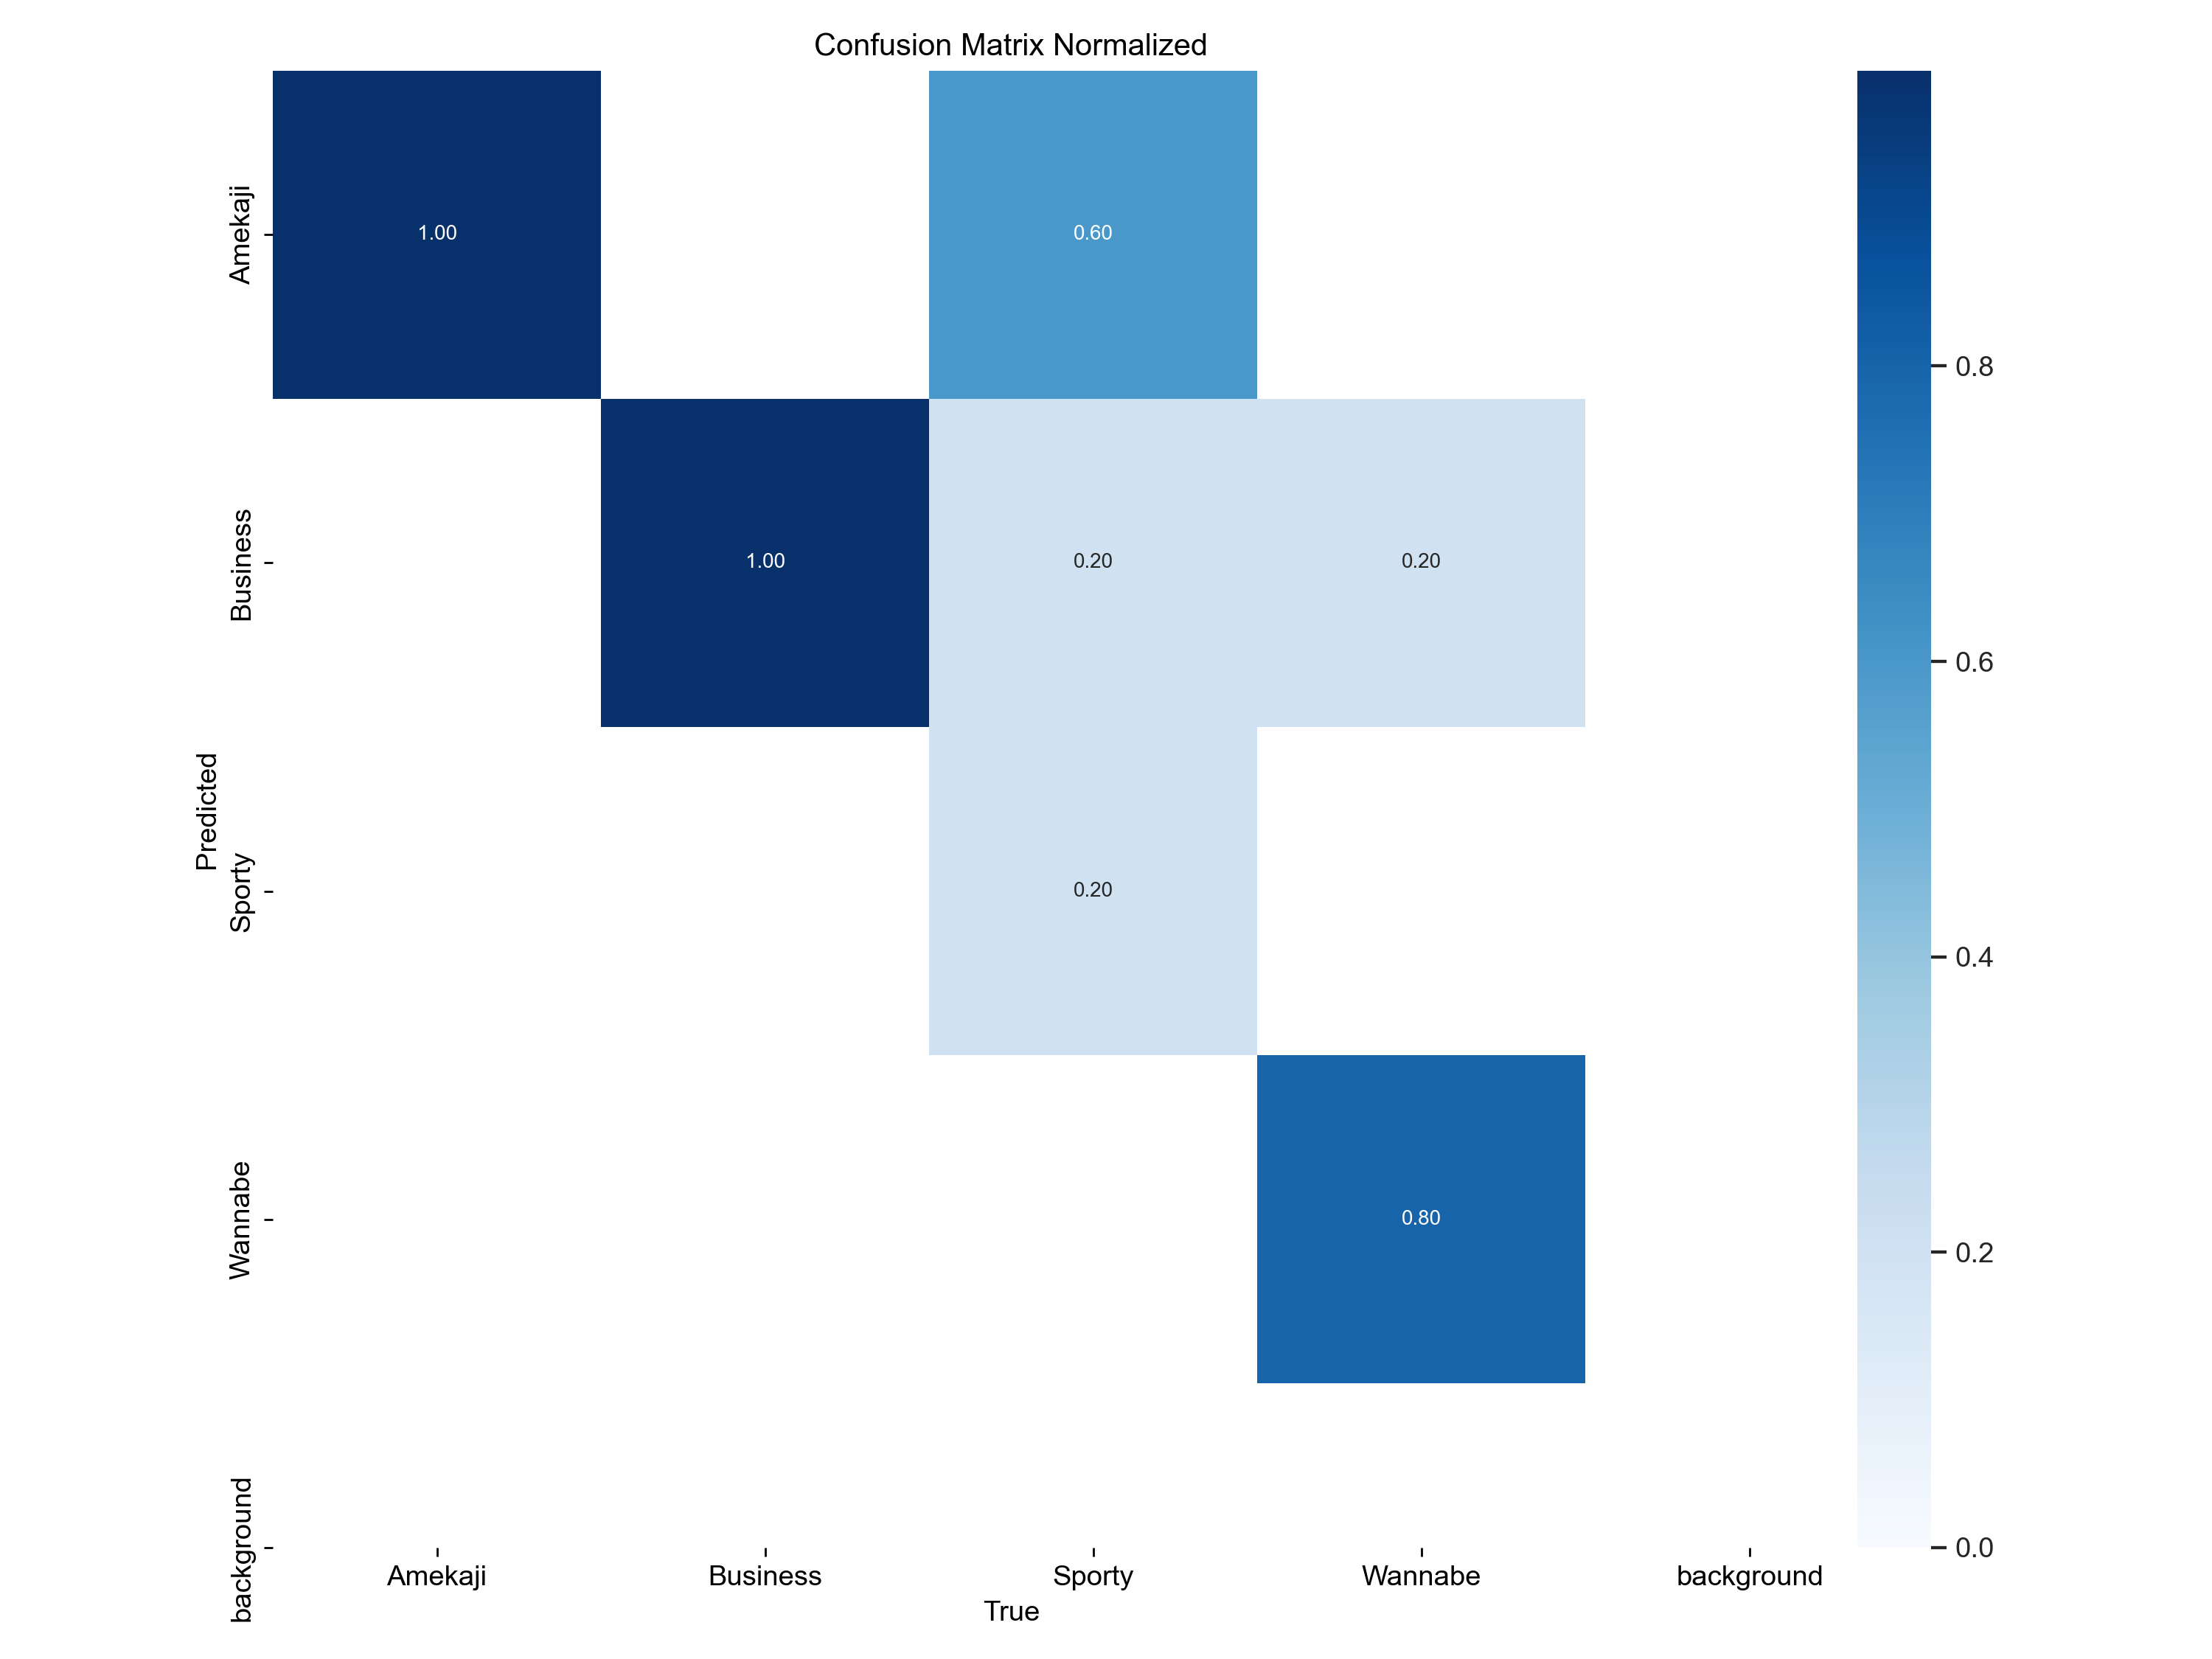 Confusion Matrix Normalized
Amekaji
1.00
0.60
0.8
Business
1.00
0.20
0.20
0.6
Predicted
Sporty
0.20
0.4
Wannabe
0.80
0.2
background
0.0
Amekaji
Business
Sporty
Wannabe
background
True